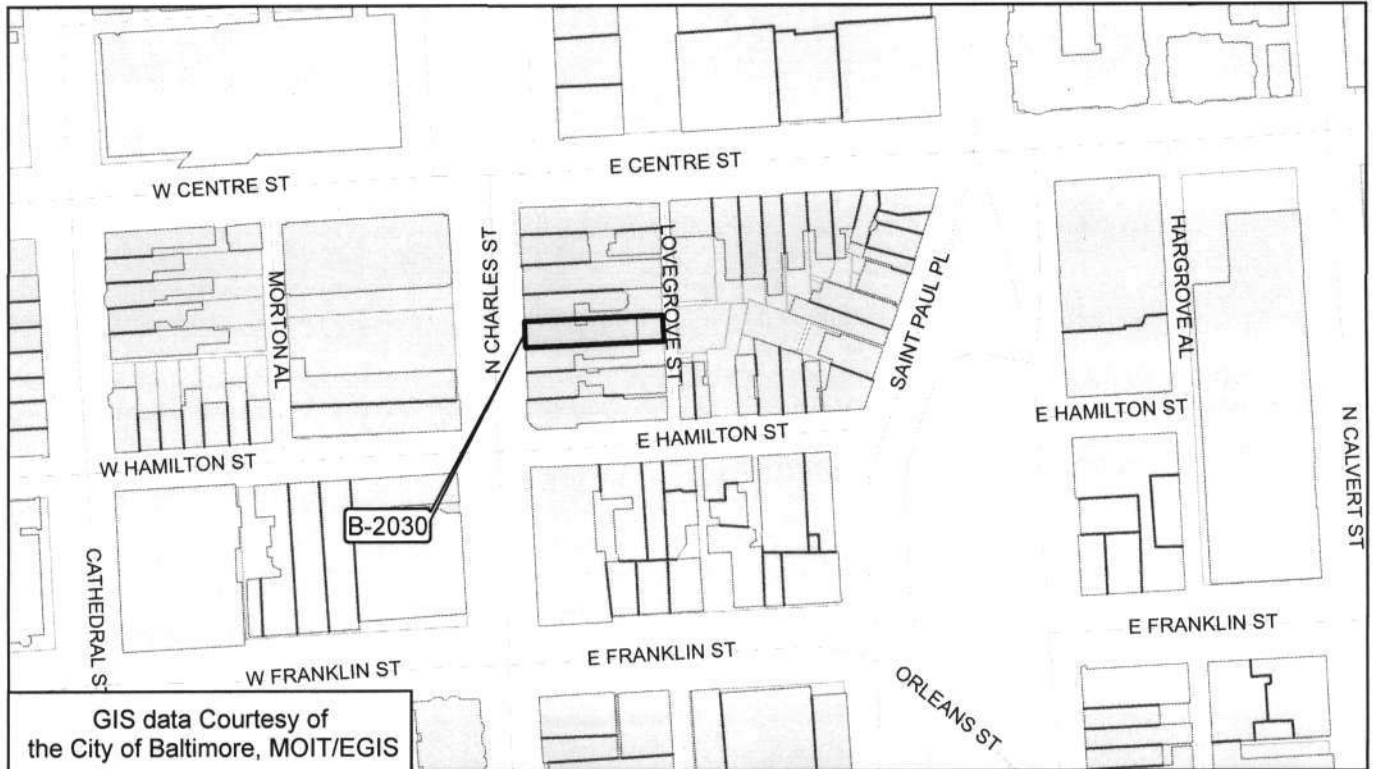 E CENTRE ST
W CENTRE ST
N CHARLES ST
LOVEGROVE ST
HARGROVE AL
MORTON AL
SAINT PAUL PL
E HAMILTON ST
E HAMILTON ST
W HAMILTON ST
N CALVERT ST
B-2030
CATHEDRAL S
E FRANKLIN ST
E FRANKLIN ST
W FRANKLIN ST
ORLEANS ST
GIS data Courtesy of
the City of Baltimore, MOIT/EGIS